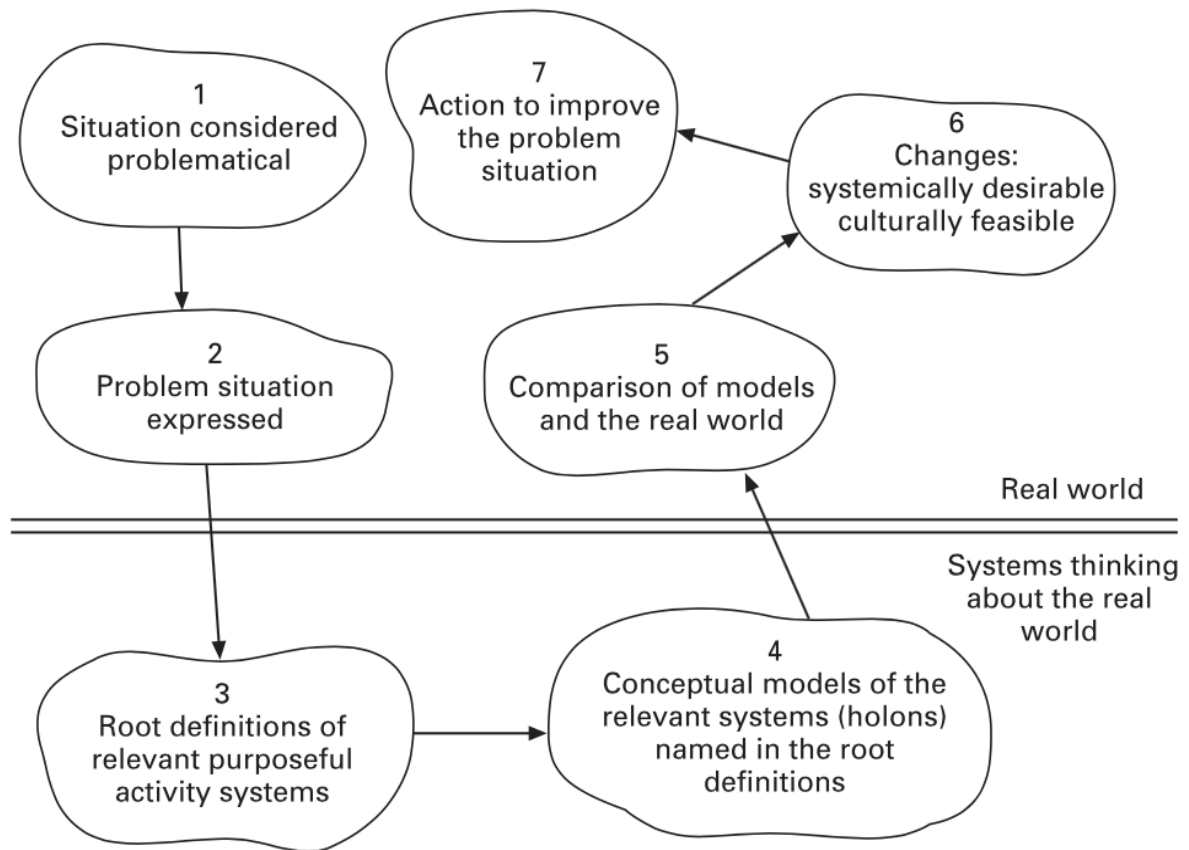 1
Situation considered
problematical
2
Problem situation
expressed
3
Root definitions of
relevant purposeful
activity systems
4
Conceptual models of the
relevant systems (holons)
named in the root
definitions
5
Comparison of models
and the real world
6
Changes:
systemically desirable
culturally feasible
7
Action to improve
the problem
situation
Real world
Systems thinking
about the real
world